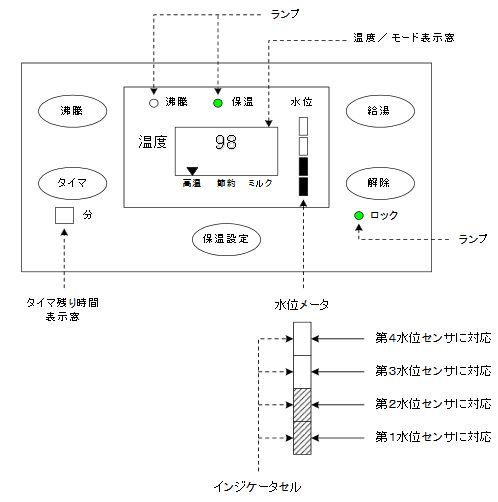 ランプ
温度／モード表示窓
沸騰
保温
水位
沸騰
給湯
温度
98
高温
節約
ミルク
タイマ
解除
分
ロック
保温設定
ランプ
タイマ残り時間
表示窓
水位メータ
第４水位センサに対応
第３水位センサに対応
第２水位センサに対応
第１水位センサに対応
インジケータセル